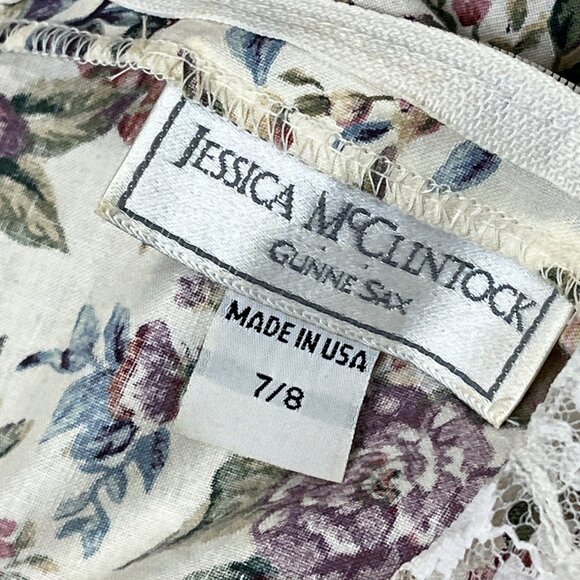 JESSICA McCLINTOCK
GUNNE SAX
MADE IN USA
7/8